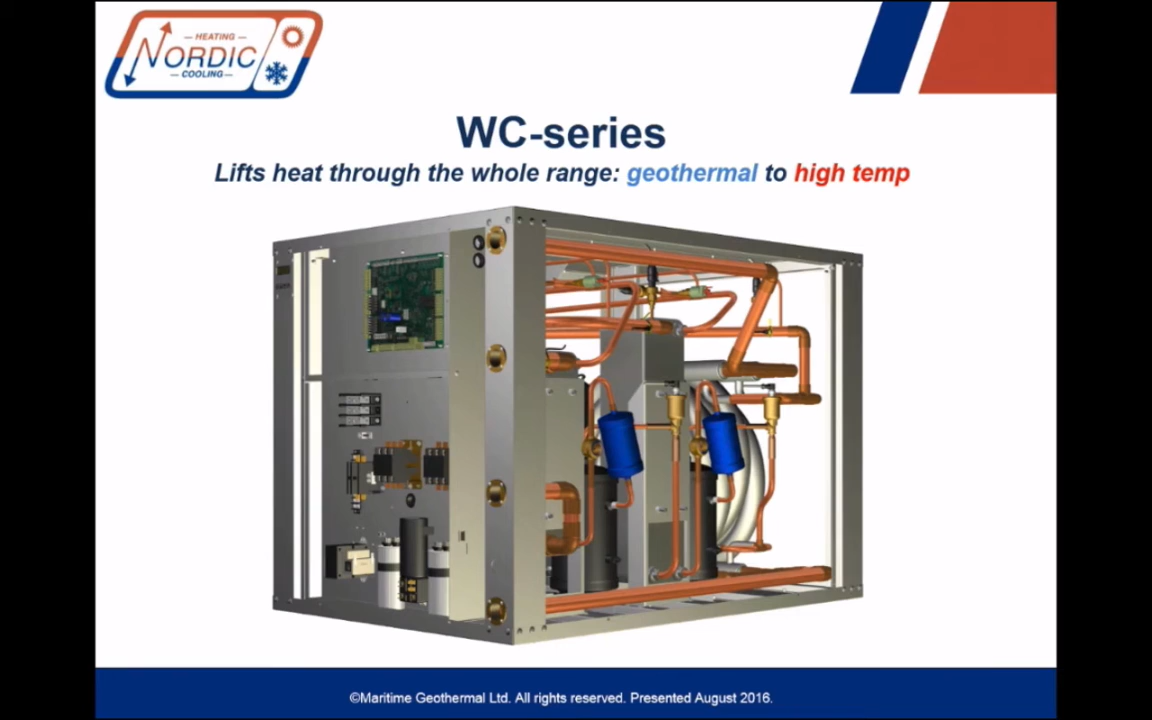 — HEATING —
NORDIC
— COOLING —
WC-series
Lifts heat through the whole range: geothermal to high temp
©Maritime Geothermal Ltd. All rights reserved. Presented August 2016.